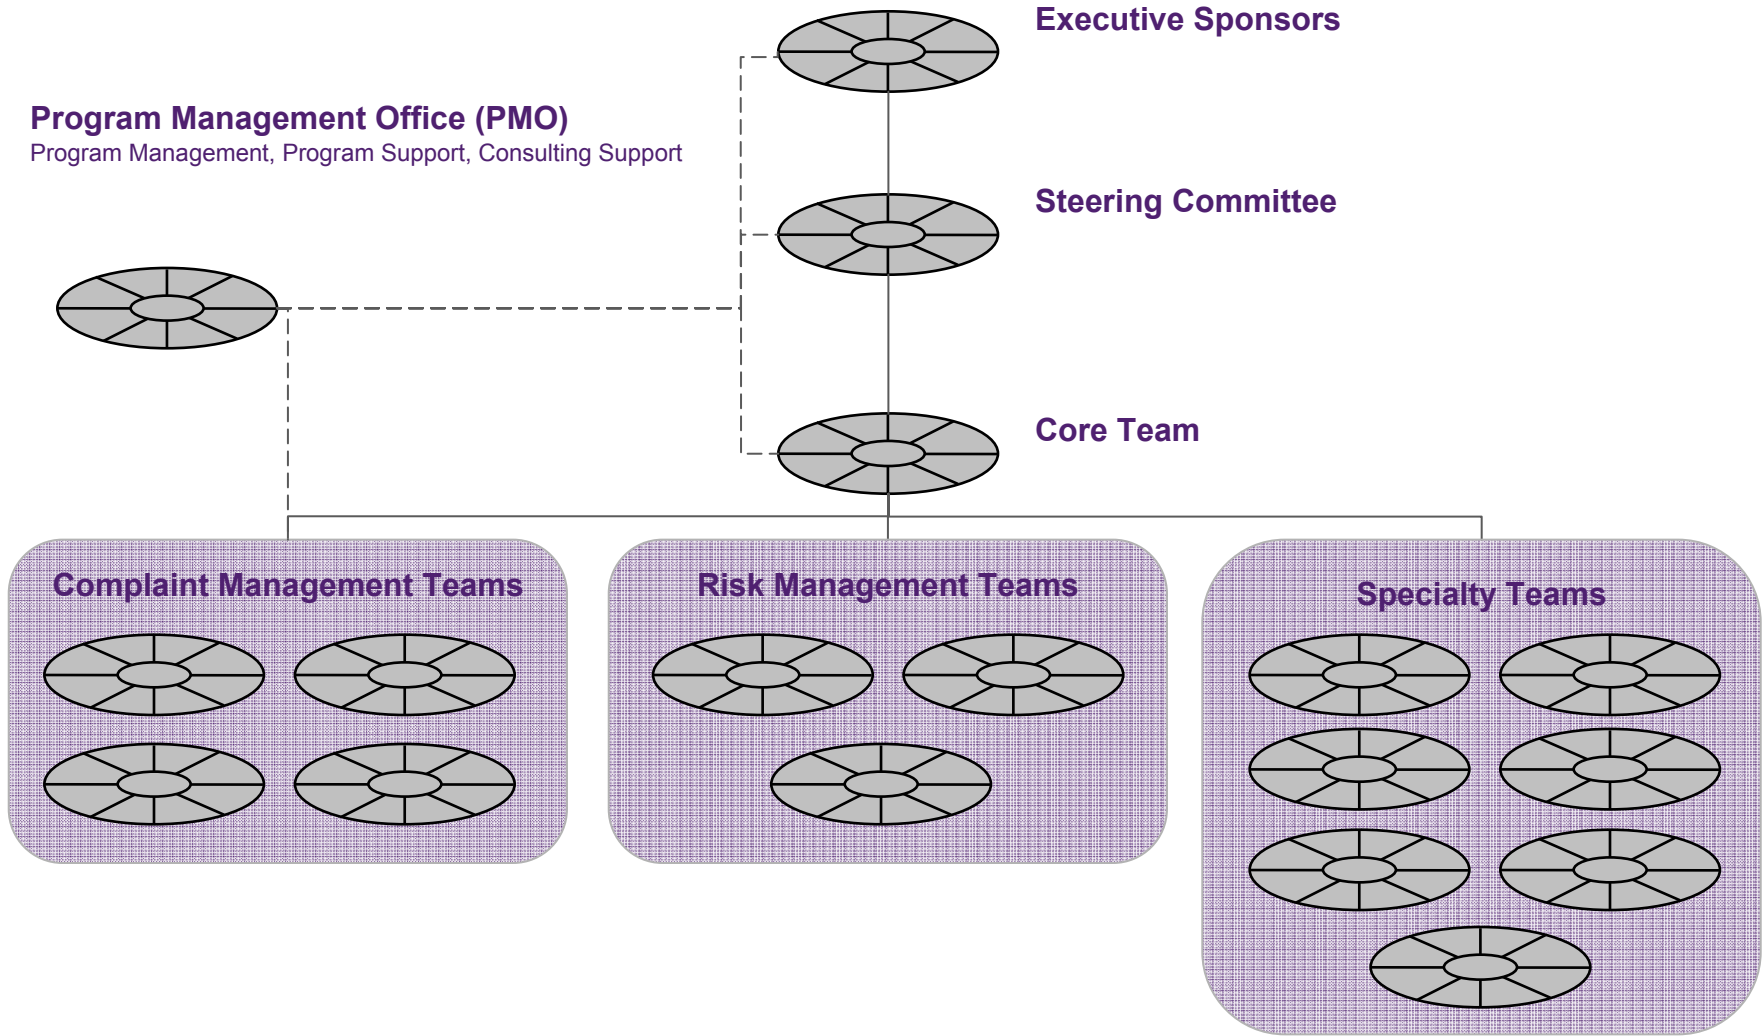 Executive Sponsors
Program Management Office (PMO)
Program Management, Program Support, Consulting Support
Steering Committee
Core Team
Complaint Management Teams
Risk Management Teams
Specialty Teams